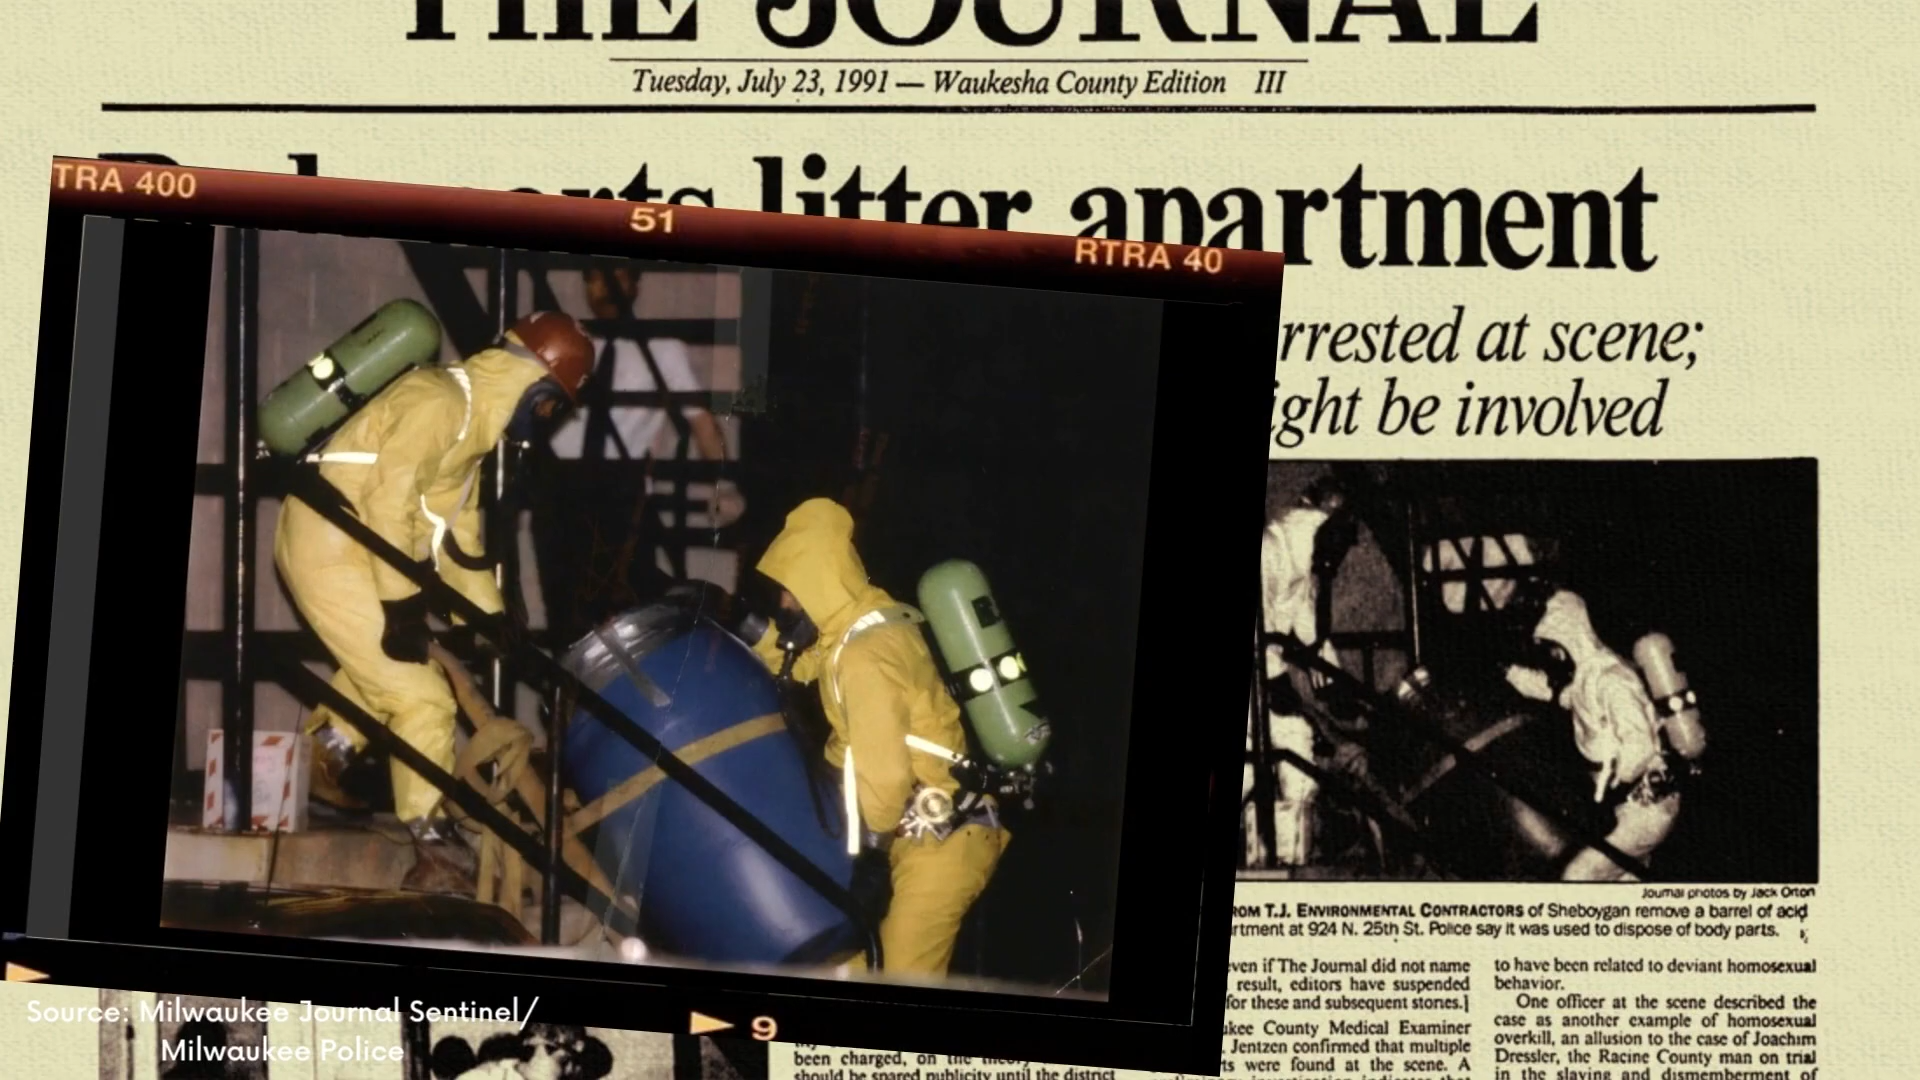 THE JOURNAL
Tuesday, July 23, 1991 — Waukesha County Edition III
parts litter apartment
TRA 400
51
RTRA 40
rrested at scene;
ight be involved
Journal photos by Jack Orton
ROM T.J. ENVIRONMENTAL CONTRACTORS of Sheboygan remove a barrel of acid
rtment at 924 N. 25th St. Police say it was used to dispose of body parts.
ven if The Journal did not name
result, editors have suspended
for these and subsequent stories.]
kee County Medical Examiner
. Jentzen confirmed that multiple
ts were found at the scene. A
to have been related to deviant homosexual
behavior.
One officer at the scene described the
case as another example of homosexual
overkill, an allusion to the case of Joachim
Dressler, the Racine County man on trial
in the slaying and dismemberment of
been charged, on the
should be spared publicity until the district
9
Source: Milwaukee Journal Sentinel/
Milwaukee Police